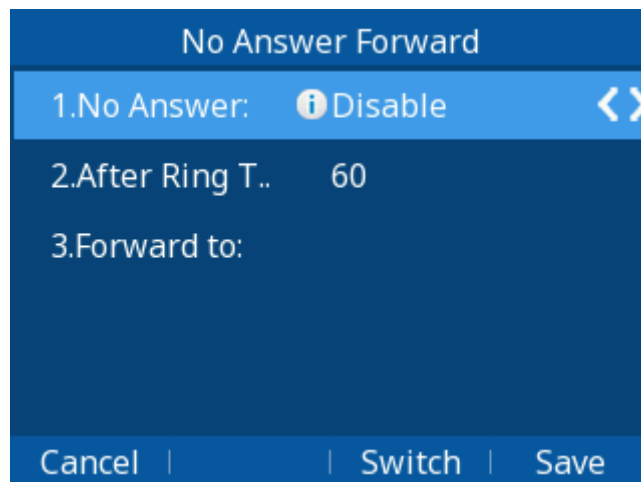 No Answer Forward
1.No Answer: Disable
2.After Ring T.. 60
3.Forward to:
Cancel Switch Save